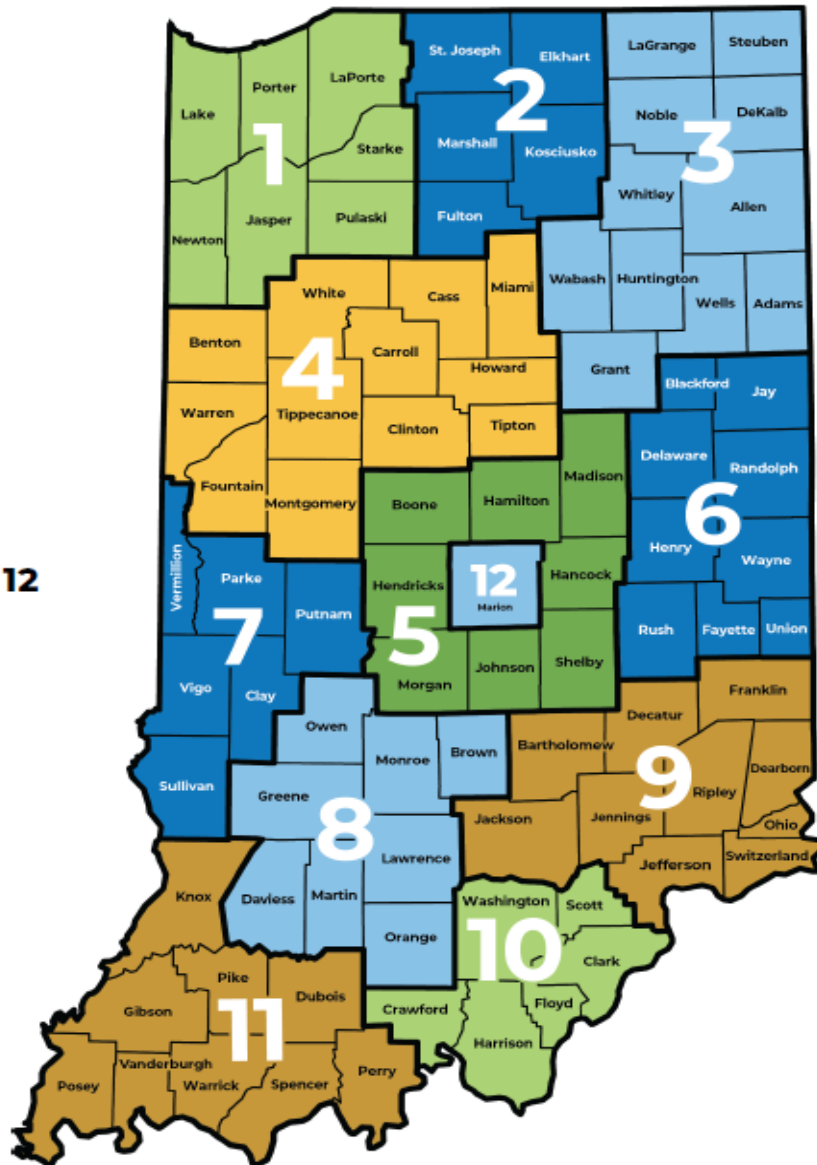 St. Joseph
Elkhart
LaGrange
Steuben
Porter
LaPorte
Lake
2
Noble
DeKalb
1
Starke
Marshall
Kosciusko
3
Whitley
Allen
Newton
Jasper
Pulaski
Fulton
White
Cass
Miami
Wabash
Huntington
Wells
Adams
Benton
4
Carroll
Howard
Grant
Blackford
Jay
Warren
Tippecanoe
Clinton
Tipton
Delaware
Randolph
Fountain
Montgomery
Boone
Hamilton
Madison
6
Henry
Wayne
12
Vermillion
Parke
Putnam
Hendricks
12
Marion
Hancock
7
5
Rush
Fayette
Union
Vigo
Clay
Morgan
Johnson
Shelby
Franklin
Owen
Monroe
Brown
Bartholomew
Decatur
Dearborn
Sullivan
Greene
8
9
Ripley
Jackson
Jennings
Ohio
Lawrence
Jefferson
Switzerland
Knox
Daviess
Martin
Washington
Scott
Orange
10
Clark
Pike
Dubois
Gibson
11
Crawford
Floyd
Harrison
Posey
Vanderburgh
Warrick
Spencer
Perry